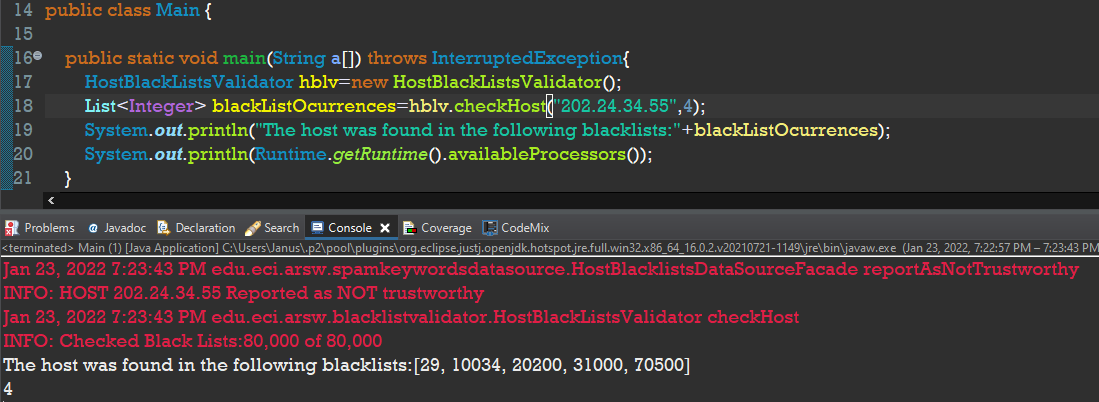 14 public class Main {
15
16 public static void main(String a[]) throws InterruptedException{
17 HostBlackListsValidator hblv=new HostBlackListsValidator();
18 List<Integer> blackListOcurrences=hblv.checkHost("202.24.34.55",4);
19 System.out.println("The host was found in the following blacklists:"+blackListOcurrences);
20 System.out.println(Runtime.getRuntime().availableProcessors());
21 }
Problems @ Javadoc Declaration Search Console Coverage CodeMix
<terminated> Main (1) [Java Application] C:\Users\Janus\.p2\pool\plugins\org.eclipse.justj.openjdk.hotspot.jre.full.win32.x86_64_16.0.2.v20210721-1149\jre\bin\javaw.exe (Jan 23, 2022, 7:22:57 PM – 7:23:43 PM)
Jan 23, 2022 7:23:43 PM edu.eci.arsw.spamkeywordsdatasource.HostBlacklistsDataSourceFacade reportAsNotTrustworthy
INFO: HOST 202.24.34.55 Reported as NOT trustworthy
Jan 23, 2022 7:23:43 PM edu.eci.arsw.blacklistvalidator.HostBlackListsValidator checkHost
INFO: Checked Black Lists:80,000 of 80,000
The host was found in the following blacklists:[29, 10034, 20200, 31000, 70500]
4